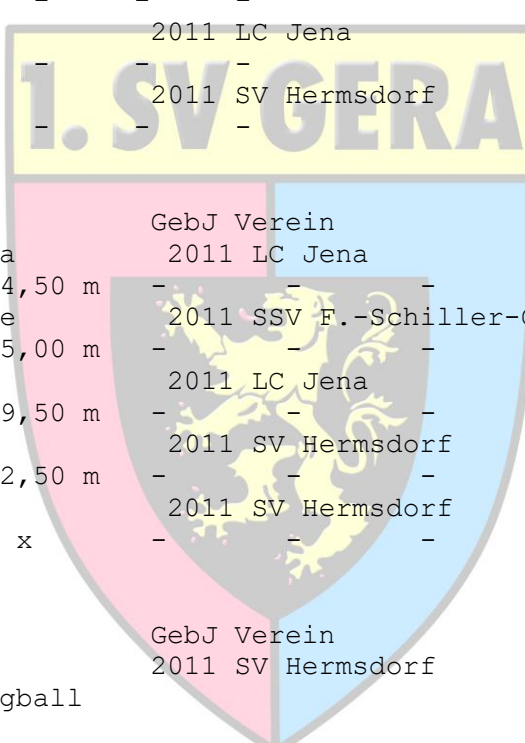 - - -
2011 LC Jena
- - -
2011 SV Hermsdorf
- - -
1. SV GERA
GebJ Verein
a 2011 LC Jena
4,50 m - - -
e 2011 SSV F.-Schiller-
5,00 m - - -
2011 LC Jena
9,50 m - - -
2011 SV Hermsdorf
2,50 m - - -
2011 SV Hermsdorf
x - - -
GebJ Verein
2011 SV Hermsdorf
gball